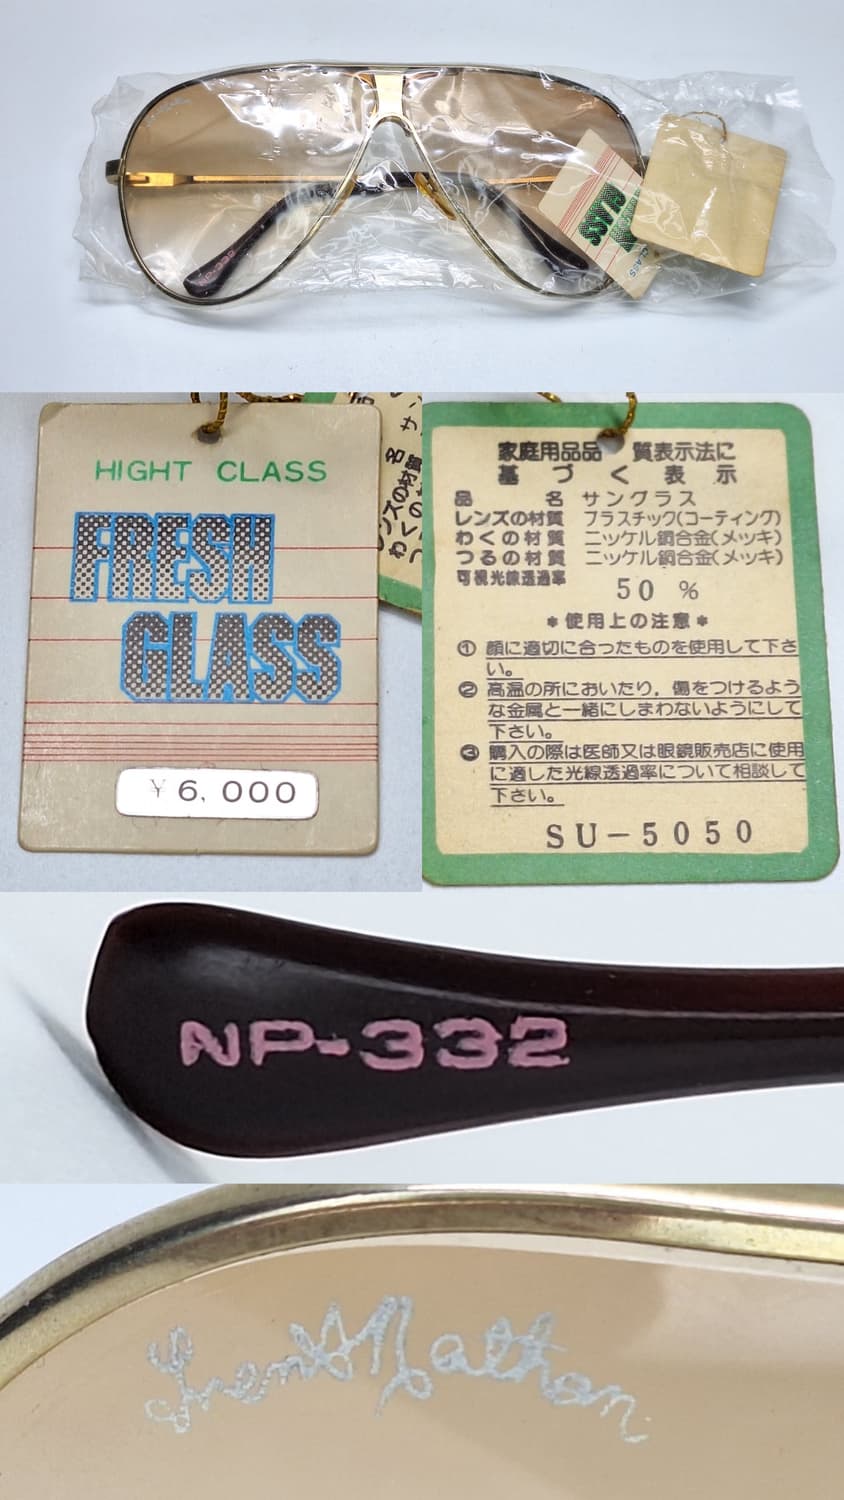 HIGHT CLASS
FRESH
GLASS
¥6,000
家庭用品品 質表示法に
基づく表示
品名 サングラス
レンズの材質 プラスチック(コーティング)
わくの材質 ニッケル銅合金(メッキ)
つるの材質 ニッケル銅合金(メッキ)
可視光線透過率
50 %
*使用上の注意*
① 顔に適切に合ったものを使用して下さ
い。
② 高温の所においたり,傷をつけるよう
な金属と一緒にしまわないようにして
下さい。
③ 購入の際は医師又は眼鏡販売店に使用
に適した光線透過率について相談して
下さい。
SU-5050
NP-332